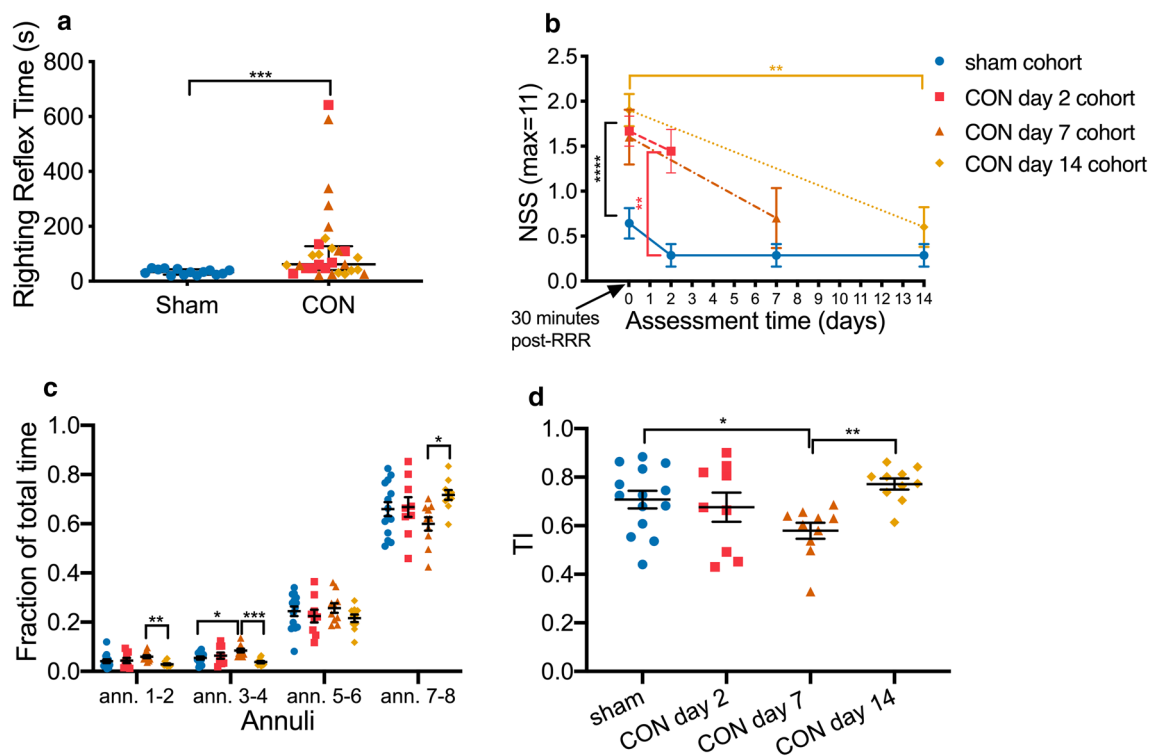 a
Righting Reflex Time (s)
800
600
400
200
0
***
Sham
CON
b
NSS (max=11)
2.5
2.0
1.5
1.0
0.5
0.0
**
****
**
0 1 2 3 4 5 6 7 8 9 10 11 12 13 14
30 minutes
post-RRR
Assessment time (days)
sham cohort
CON day 2 cohort
CON day 7 cohort
CON day 14 cohort
c
Fraction of total time
1.0
0.8
0.6
0.4
0.2
0.0
**
*
***
*
ann. 1-2
ann. 3-4
ann. 5-6
ann. 7-8
Annuli
d
TI
1.0
0.8
0.6
0.4
0.2
0.0
*
**
sham
CON day 2
CON day 7
CON day 14